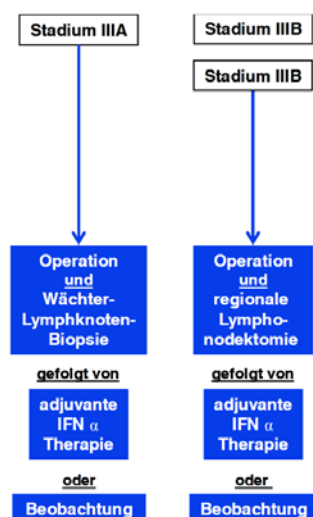 Stadium IIIA
Operation
und
Wächter-
Lymphknoten-
Biopsie
gefolgt von
adjuvante
IFN α
Therapie
oder
Beobachtung
Stadium IIIB
Stadium IIIB
Operation
und
regionale
Lympho-
nodektomie
gefolgt von
adjuvante
IFN α
Therapie
oder
Beobachtung